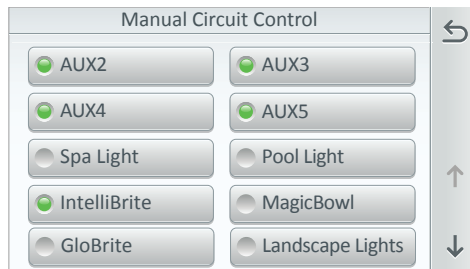 Manual Circuit Control
AUX2 AUX3
AUX4 AUX5
Spa Light Pool Light
IntelliBrite MagicBowl
GloBrite Landscape Lights